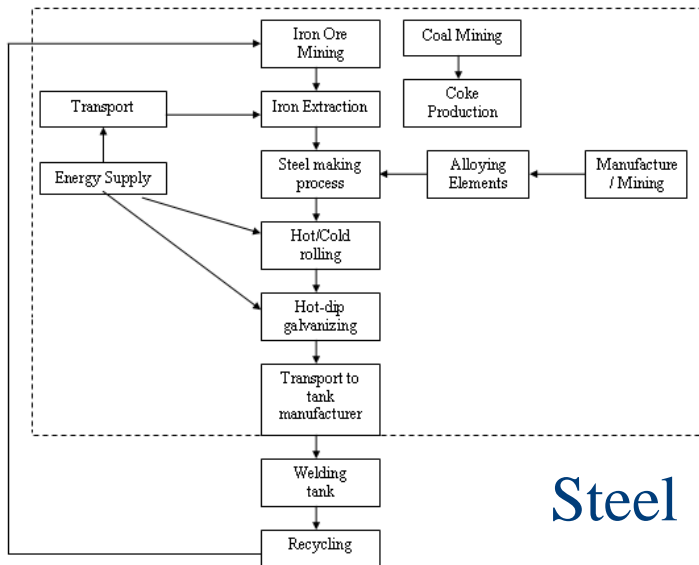 Iron Ore
Mining
Coal Mining
Transport
Iron Extraction
Coke
Production
Energy Supply
Steel making
process
Alloying
Elements
Manufacture
/ Mining
Hot/Cold
rolling
Hot-dip
galvanizing
Transport to
tank
manufacturer
Welding
tank
Steel
Recycling